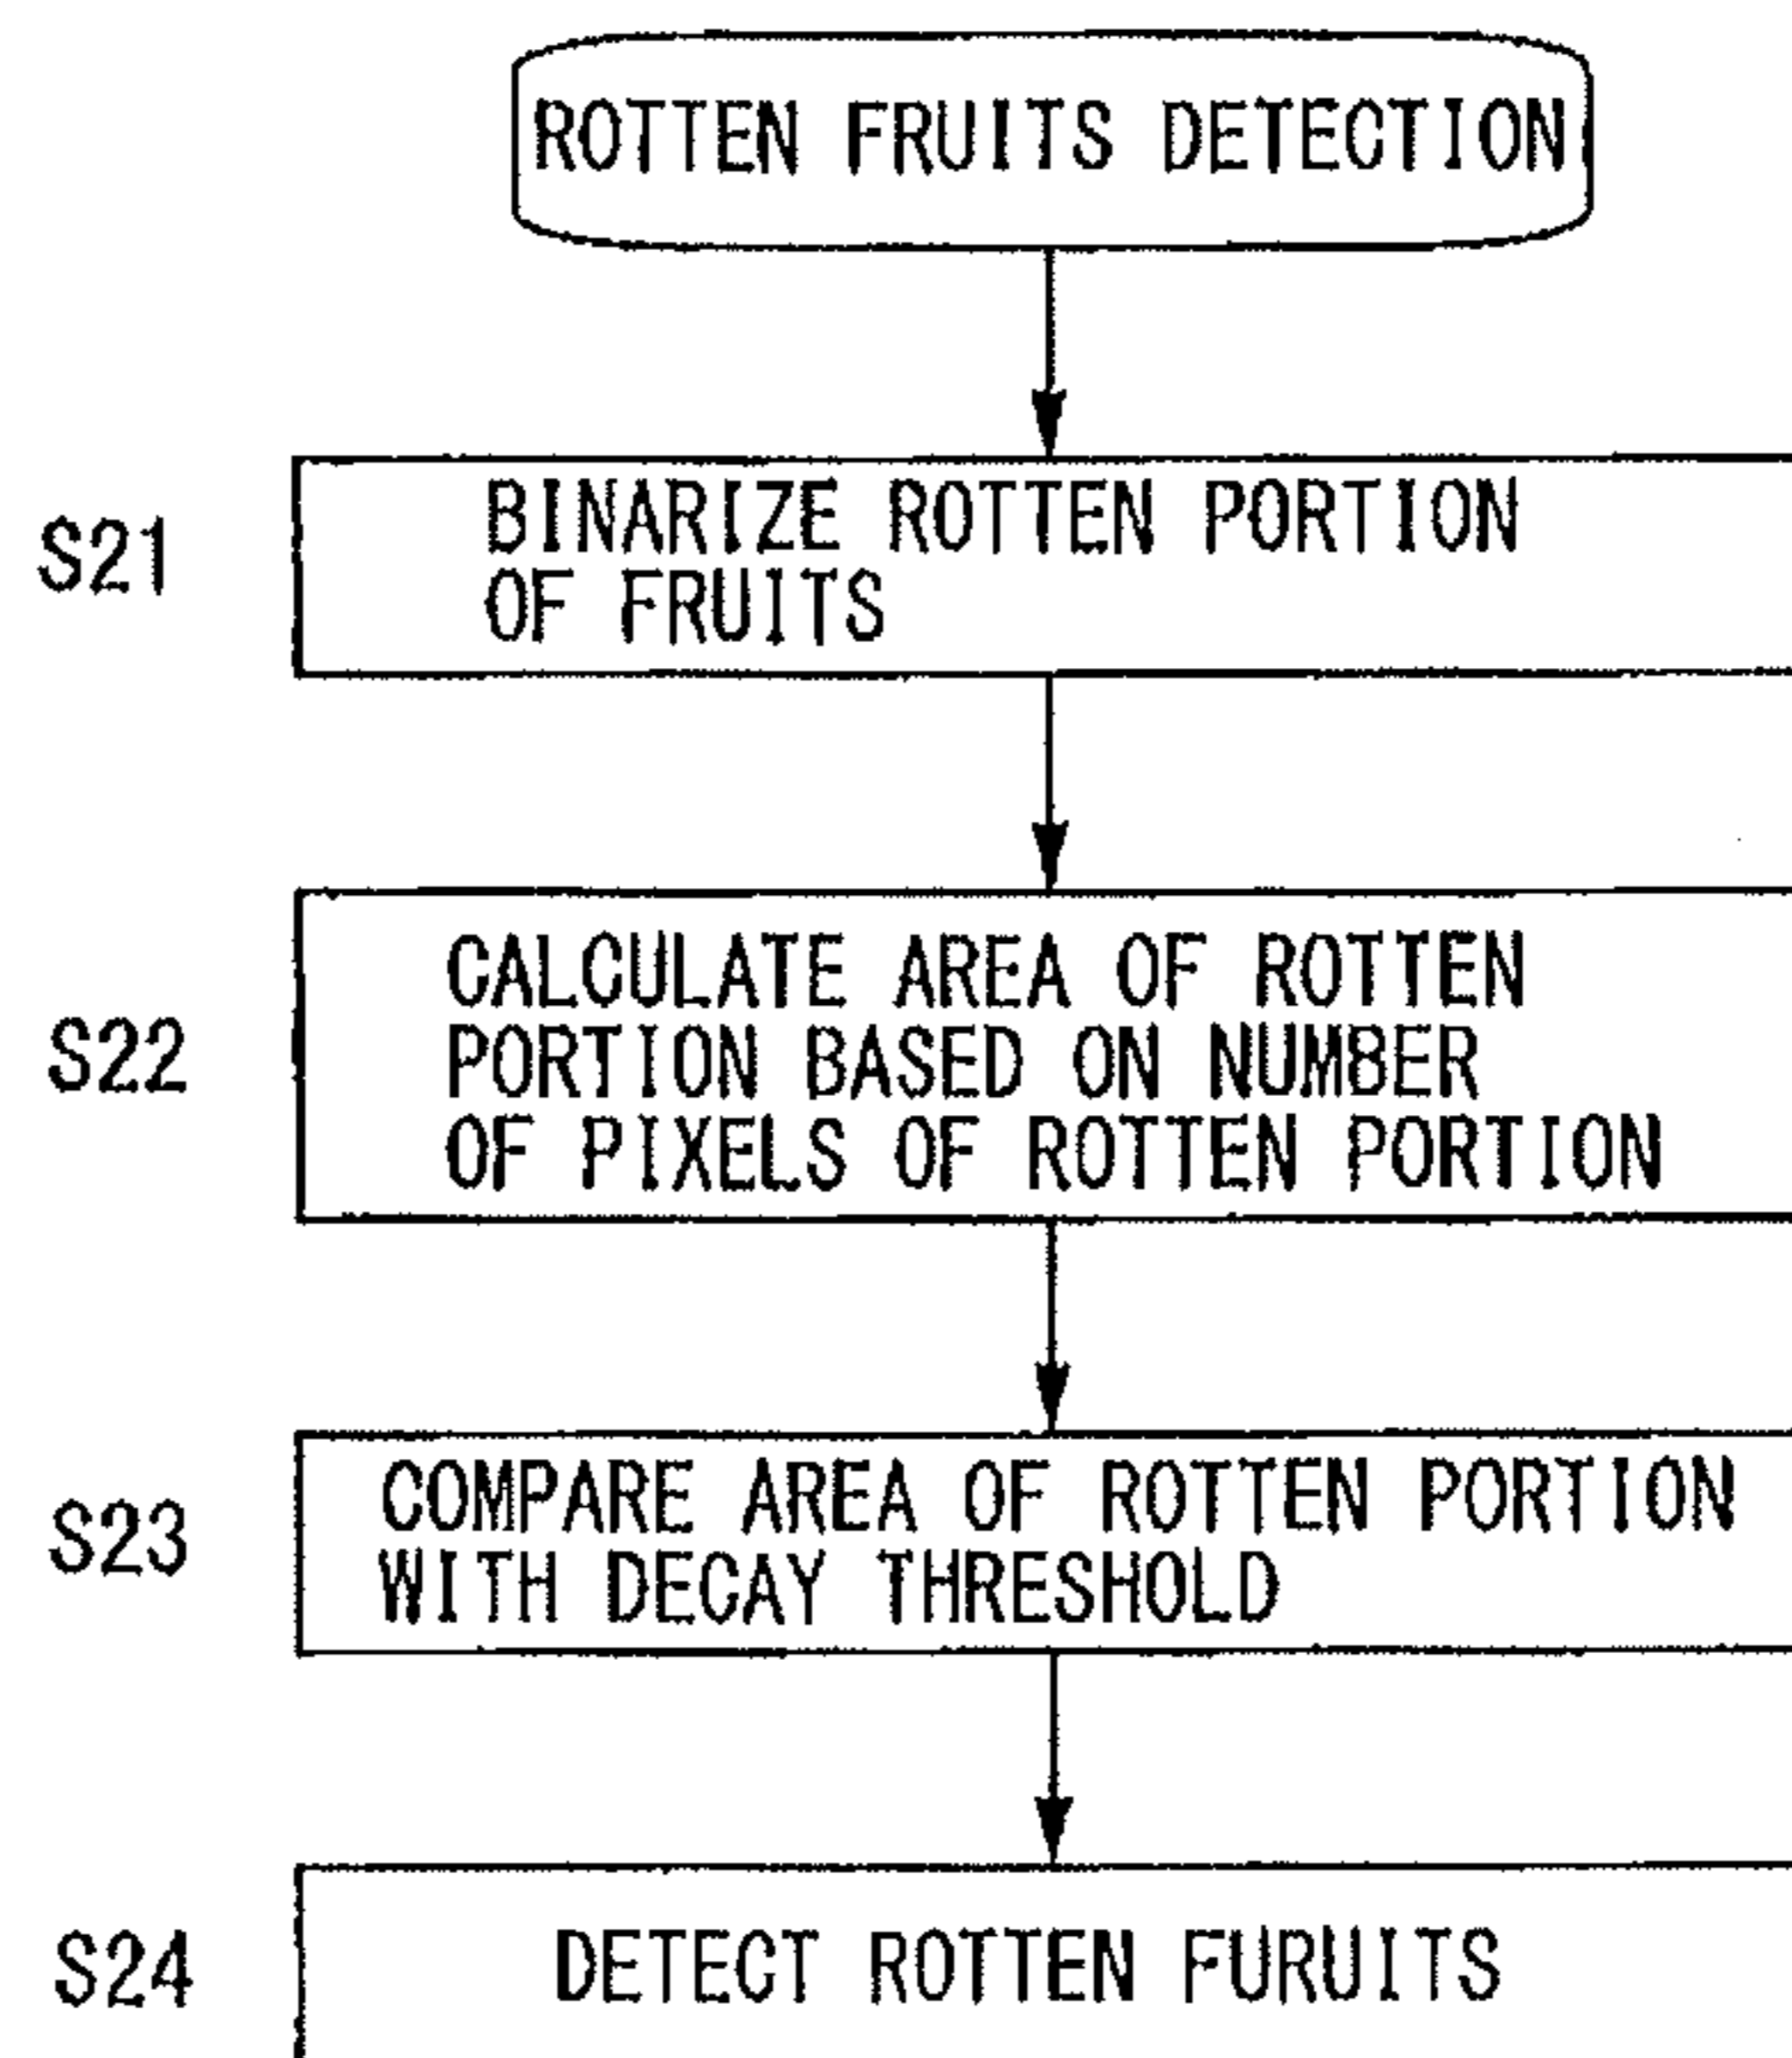 ROTTEN FRUITS DETECTION
S21
BINARIZE ROTTEN PORTION
OF FRUITS
S22
CALCULATE AREA OF ROTTEN
PORTION BASED ON NUMBER
OF PIXELS OF ROTTEN PORTION
S23
COMPARE AREA OF ROTTEN PORTION
WITH DECAY THRESHOLD
S24
DETECT ROTTEN FURUITS